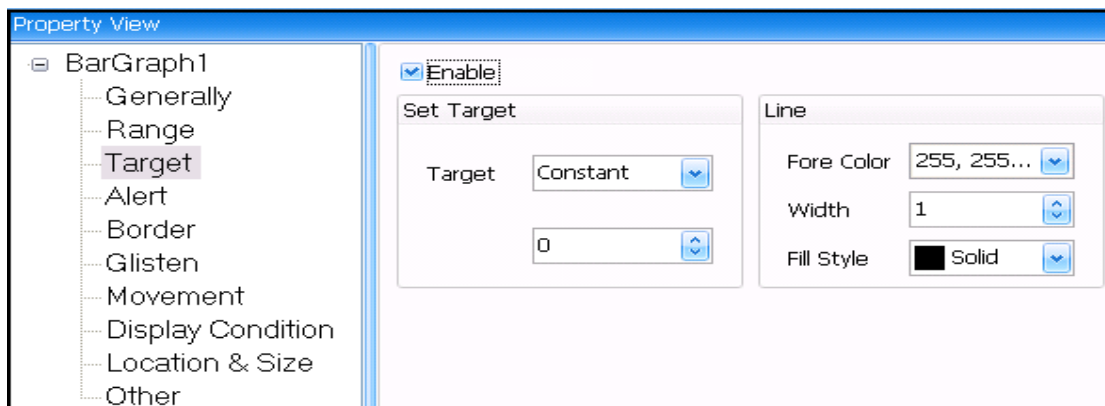 Property View
BarGraph1
Generally
Range
Target
Alert
Border
Glisten
Movement
Display Condition
Location & Size
Other
Enable
Set Target
Target Constant
0
Line
Fore Color 255, 255...
Width 1
Fill Style Solid